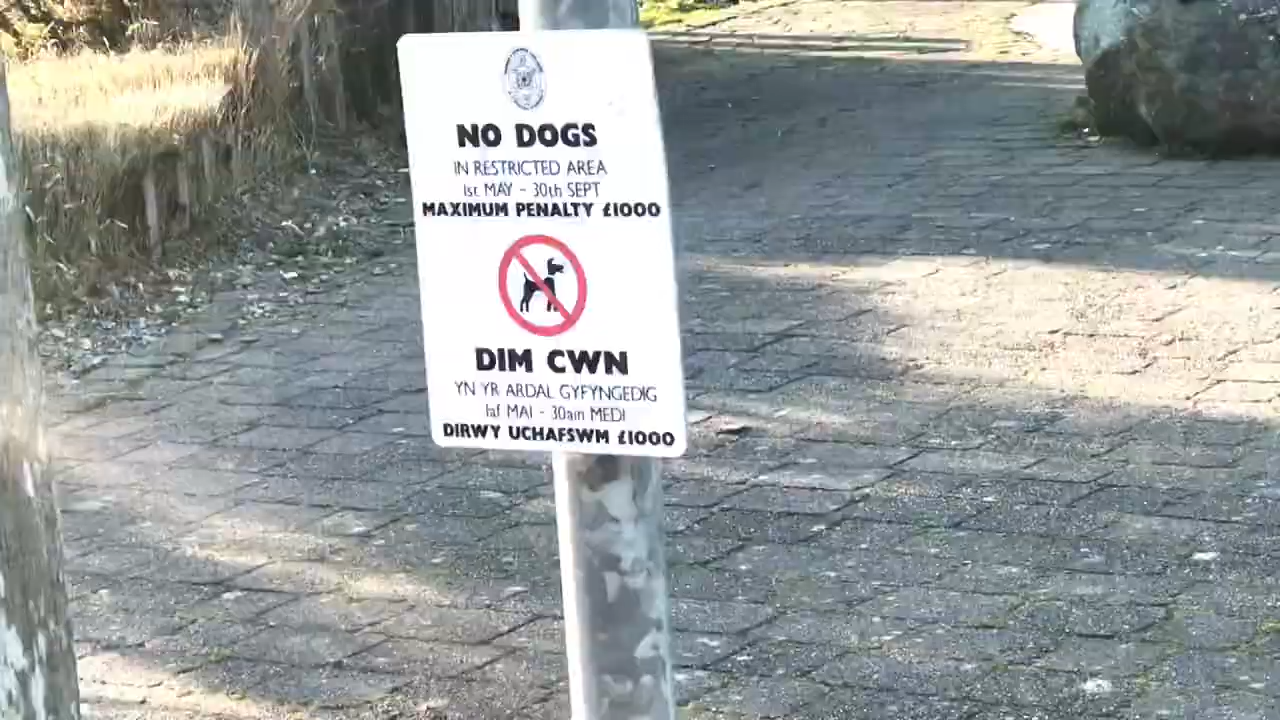 NO DOGS
IN RESTRICTED AREA
1st MAY - 30th SEPT
MAXIMUM PENALTY £1000
DIM CWN
YN YR ARDAL GYFYNGEDIG
1af MAI - 30ain MEDI
DIRWY UCHAFSWM £1000